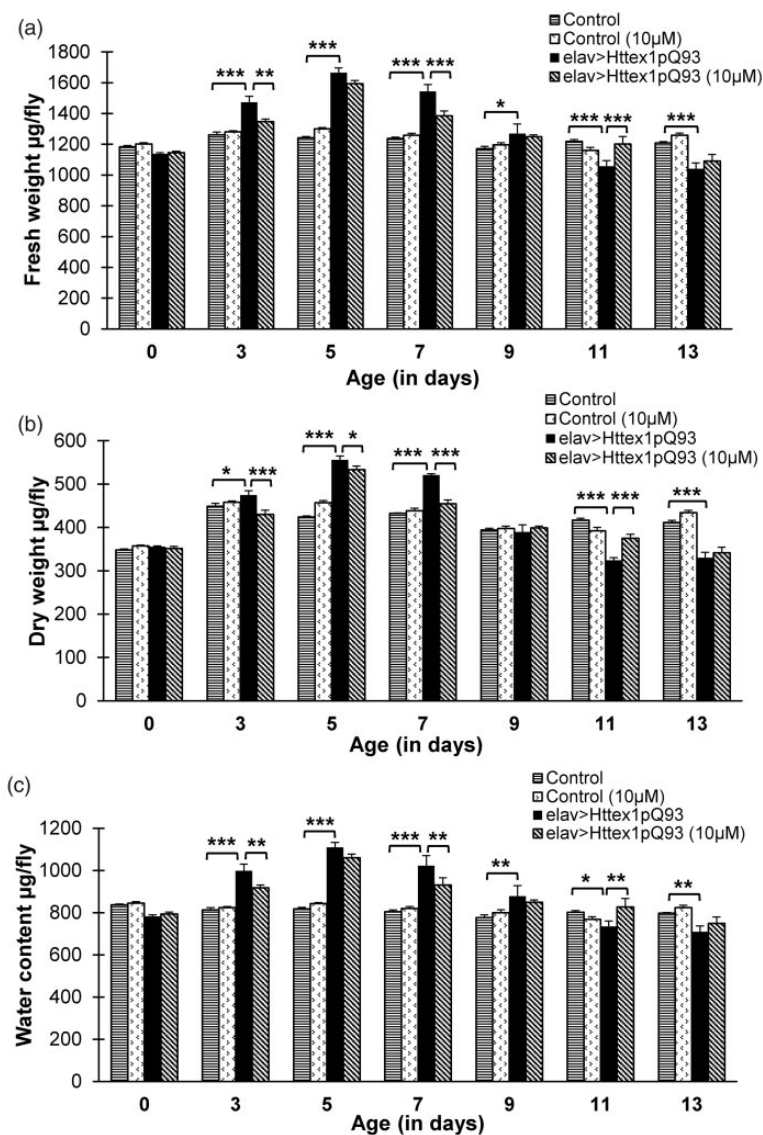 (a)
Control
Control (10µM)
elav>Httex1pQ93
elav>Httex1pQ93 (10µM)
Fresh weight µg/fly
1800
1600
1400
1200
1000
800
600
400
200
0
*** ** *** *** *** * *** *** ***
0 3 5 7 9 11 13
Age (in days)
(b)
Control
Control (10µM)
elav>Httex1pQ93
elav>Httex1pQ93 (10µM)
Dry weight µg/fly
600
500
400
300
200
100
0
* *** *** * *** *** *** *** ***
0 3 5 7 9 11 13
Age (in days)
(c)
Control
Control (10µM)
elav>Httex1pQ93
elav>Httex1pQ93 (10µM)
Water content µg/fly
1200
1000
800
600
400
200
0
*** ** *** *** ** ** * ** **
0 3 5 7 9 11 13
Age (in days)